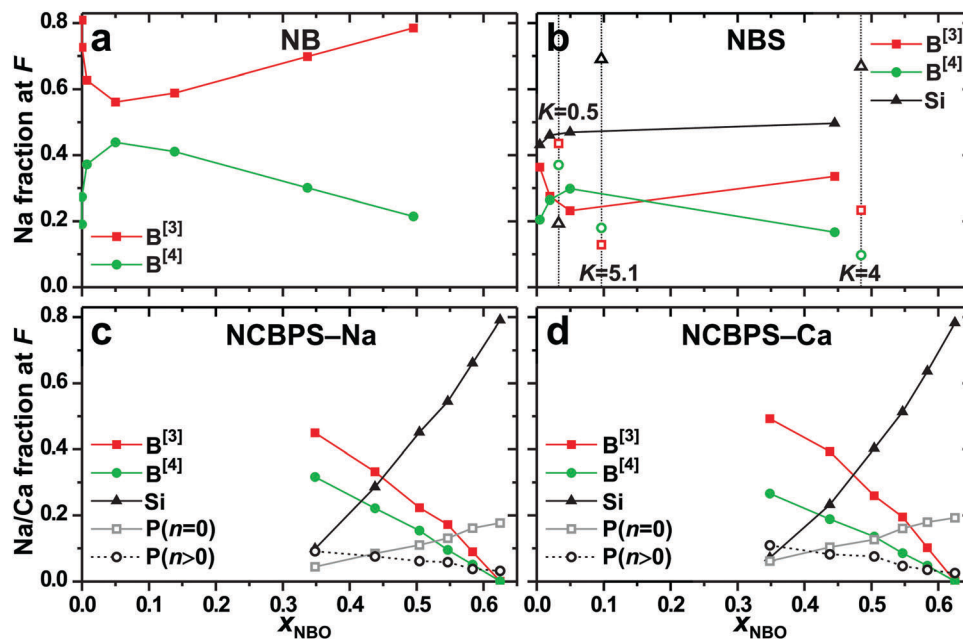 Na fraction at F
0.8
0.6
0.4
0.2
0.0
a
NB
B[3]
B[4]
b
NBS
B[3]
B[4]
Si
K=0.5
K=5.1
K=4
Na/Ca fraction at F
0.8
0.6
0.4
0.2
0.0
c
NCBPS–Na
B[3]
B[4]
Si
P(n=0)
P(n>0)
0.0 0.1 0.2 0.3 0.4 0.5 0.6
d
NCBPS–Ca
B[3]
B[4]
Si
P(n=0)
P(n>0)
0.0 0.1 0.2 0.3 0.4 0.5 0.6
xNBO